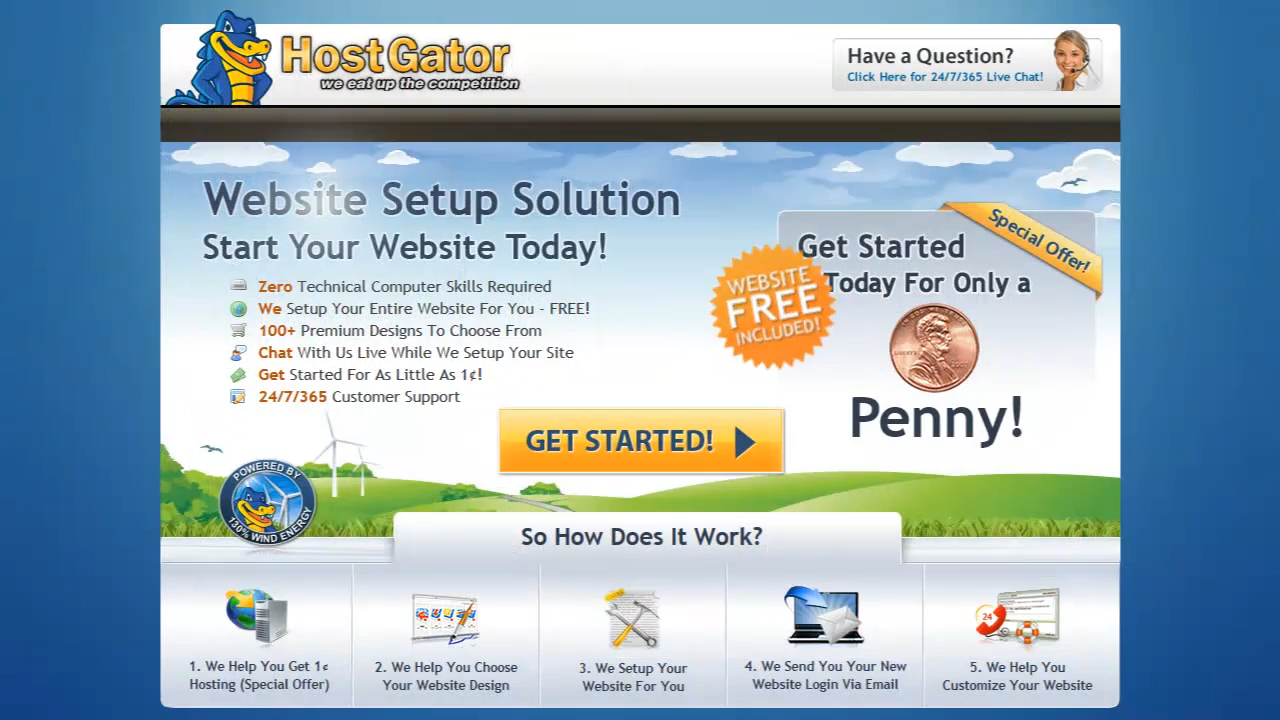 HostGator
we eat up the competition
Have a Question?
Click Here for 24/7/365 Live Chat!
Website Setup Solution
Start Your Website Today!
Zero Technical Computer Skills Required
We Setup Your Entire Website For You - FREE!
100+ Premium Designs To Choose From
Chat With Us Live While We Setup Your Site
Get Started For As Little As 1¢!
24/7/365 Customer Support
Special Offer!
Get Started
Today For Only a
WEBSITE
FREE
INCLUDED!
LIBERTY
Penny!
GET STARTED!
POWERED BY
130% WIND ENERGY
So How Does It Work?
24
1. We Help You Get 1¢
Hosting (Special Offer)
2. We Help You Choose
Your Website Design
3. We Setup Your
Website For You
4. We Send You Your New
Website Login Via Email
5. We Help You
Customize Your Website